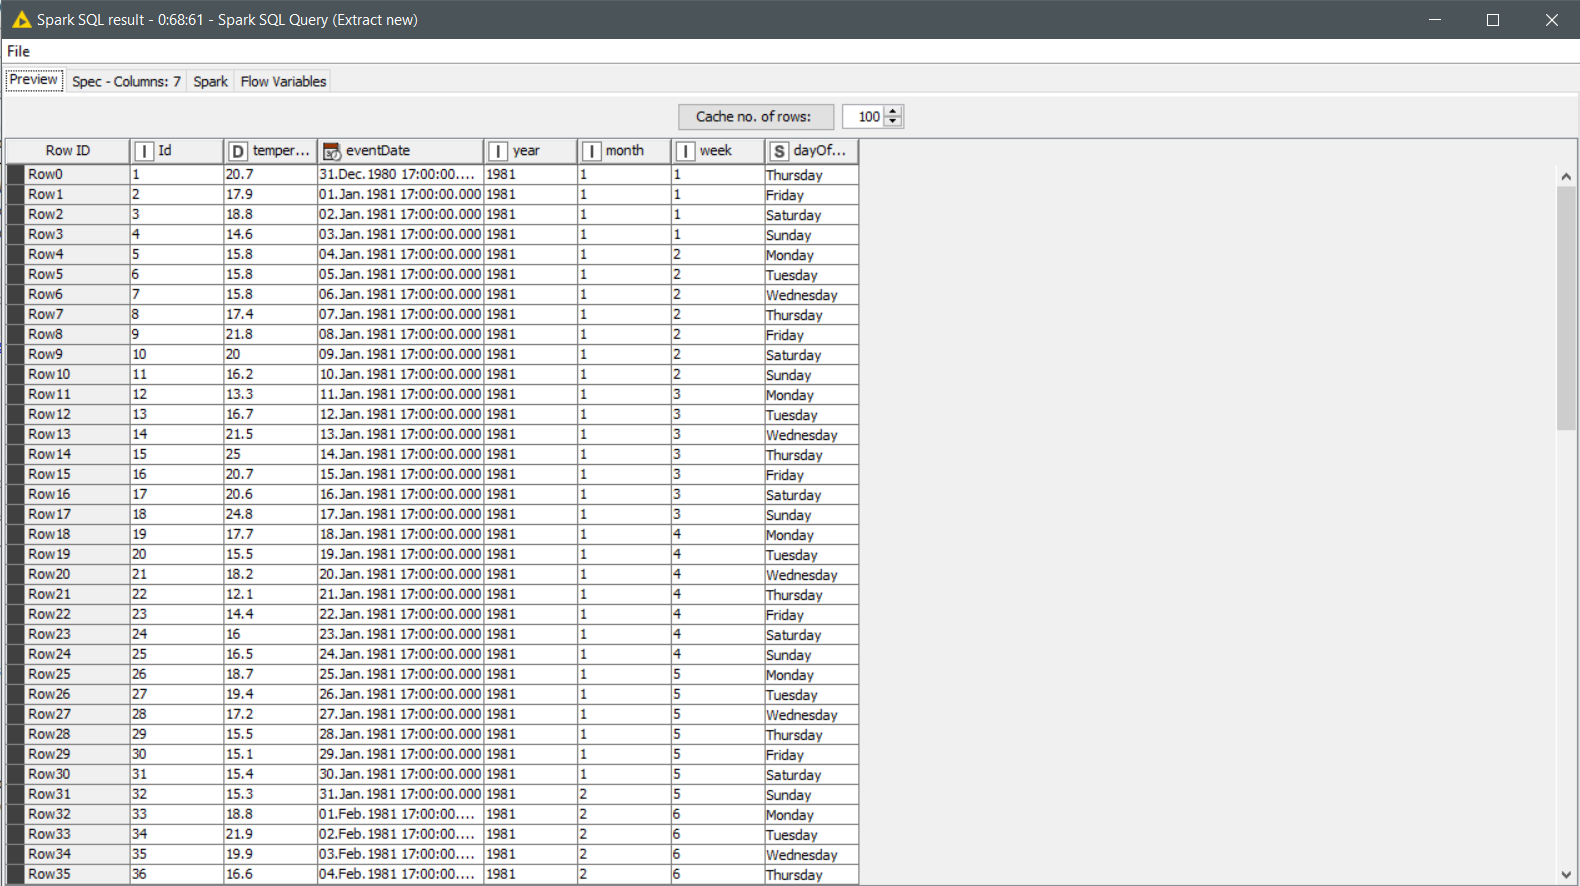 Spark SQL result - 0:68:61 - Spark SQL Query (Extract new)
File
Preview Spec - Columns: 7 Spark Flow Variables
Cache no. of rows: 100
Row ID I Id D temper... eventDate I year I month I week S dayOf...
Row0 1 20.7 31.Dec.1980 17:00:00.... 1981 1 1 Thursday
Row1 2 17.9 01.Jan.1981 17:00:00.000 1981 1 1 Friday
Row2 3 18.8 02.Jan.1981 17:00:00.000 1981 1 1 Saturday
Row3 4 14.6 03.Jan.1981 17:00:00.000 1981 1 1 Sunday
Row4 5 15.8 04.Jan.1981 17:00:00.000 1981 1 2 Monday
Row5 6 15.8 05.Jan.1981 17:00:00.000 1981 1 2 Tuesday
Row6 7 15.8 06.Jan.1981 17:00:00.000 1981 1 2 Wednesday
Row7 8 17.4 07.Jan.1981 17:00:00.000 1981 1 2 Thursday
Row8 9 21.8 08.Jan.1981 17:00:00.000 1981 1 2 Friday
Row9 10 20 09.Jan.1981 17:00:00.000 1981 1 2 Saturday
Row10 11 16.2 10.Jan.1981 17:00:00.000 1981 1 2 Sunday
Row11 12 13.3 11.Jan.1981 17:00:00.000 1981 1 3 Monday
Row12 13 16.7 12.Jan.1981 17:00:00.000 1981 1 3 Tuesday
Row13 14 21.5 13.Jan.1981 17:00:00.000 1981 1 3 Wednesday
Row14 15 25 14.Jan.1981 17:00:00.000 1981 1 3 Thursday
Row15 16 20.7 15.Jan.1981 17:00:00.000 1981 1 3 Friday
Row16 17 20.6 16.Jan.1981 17:00:00.000 1981 1 3 Saturday
Row17 18 24.8 17.Jan.1981 17:00:00.000 1981 1 3 Sunday
Row18 19 17.7 18.Jan.1981 17:00:00.000 1981 1 4 Monday
Row19 20 15.5 19.Jan.1981 17:00:00.000 1981 1 4 Tuesday
Row20 21 18.2 20.Jan.1981 17:00:00.000 1981 1 4 Wednesday
Row21 22 12.1 21.Jan.1981 17:00:00.000 1981 1 4 Thursday
Row22 23 14.4 22.Jan.1981 17:00:00.000 1981 1 4 Friday
Row23 24 16 23.Jan.1981 17:00:00.000 1981 1 4 Saturday
Row24 25 16.5 24.Jan.1981 17:00:00.000 1981 1 4 Sunday
Row25 26 18.7 25.Jan.1981 17:00:00.000 1981 1 5 Monday
Row26 27 19.4 26.Jan.1981 17:00:00.000 1981 1 5 Tuesday
Row27 28 17.2 27.Jan.1981 17:00:00.000 1981 1 5 Wednesday
Row28 29 15.5 28.Jan.1981 17:00:00.000 1981 1 5 Thursday
Row29 30 15.1 29.Jan.1981 17:00:00.000 1981 1 5 Friday
Row30 31 15.4 30.Jan.1981 17:00:00.000 1981 1 5 Saturday
Row31 32 15.3 31.Jan.1981 17:00:00.000 1981 2 5 Sunday
Row32 33 18.8 01.Feb.1981 17:00:00.... 1981 2 6 Monday
Row33 34 21.9 02.Feb.1981 17:00:00.... 1981 2 6 Tuesday
Row34 35 19.9 03.Feb.1981 17:00:00.... 1981 2 6 Wednesday
Row35 36 16.6 04.Feb.1981 17:00:00.... 1981 2 6 Thursday